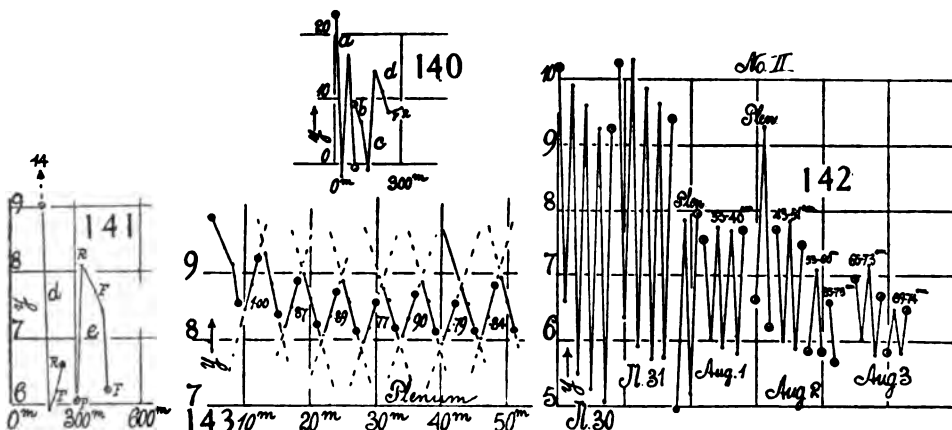 20
10
0
y
a
b
c
d
140
0ᵐ
300ᵐ
44
9
8
7
6
y
141
d
e
R
F
R
F
F
0ᵐ
300ᵐ
600ᵐ
9
8
7
y
100
87
89
77
90
79
84
Plenum
143
10ᵐ
20ᵐ
30ᵐ
40ᵐ
50ᵐ
No. II
10
9
8
7
6
5
y
Plen
Plen
142
Jl.30
Jl.31
Aug.1
Aug 2
Aug 3